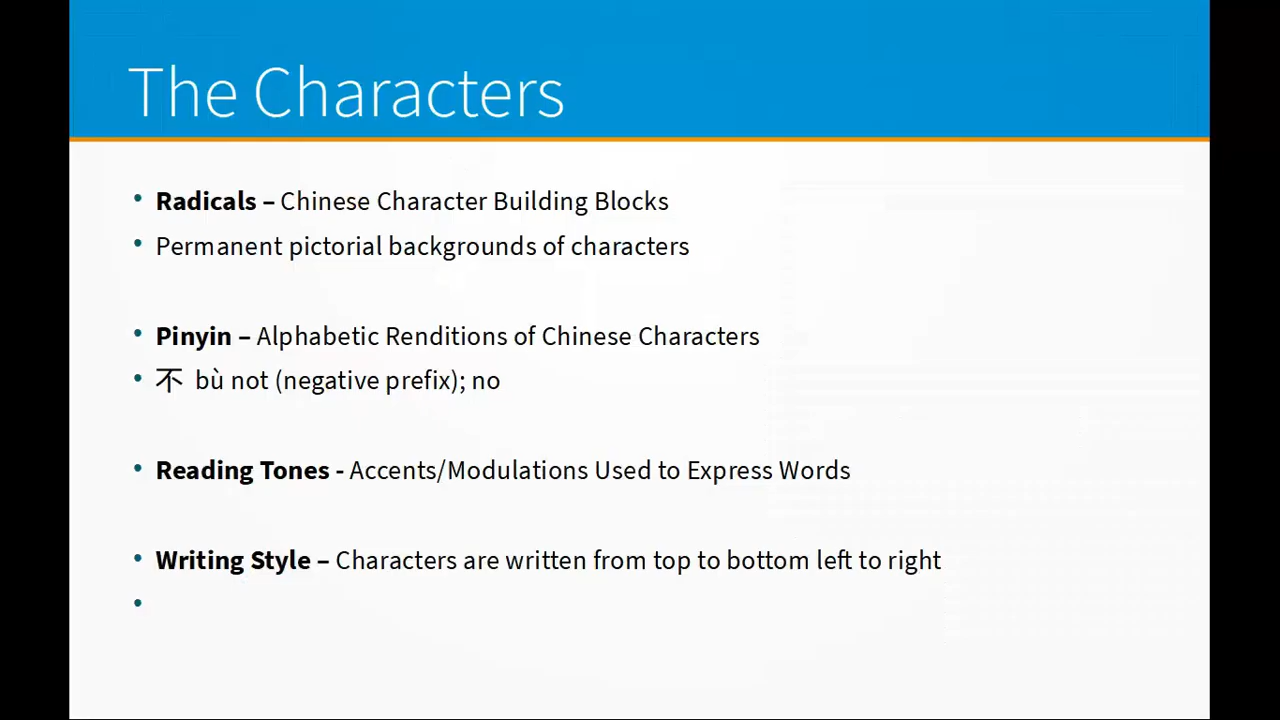 The Characters
Radicals – Chinese Character Building Blocks
Permanent pictorial backgrounds of characters
Pinyin – Alphabetic Renditions of Chinese Characters
不 bù not (negative prefix); no
Reading Tones - Accents/Modulations Used to Express Words
Writing Style – Characters are written from top to bottom left to right